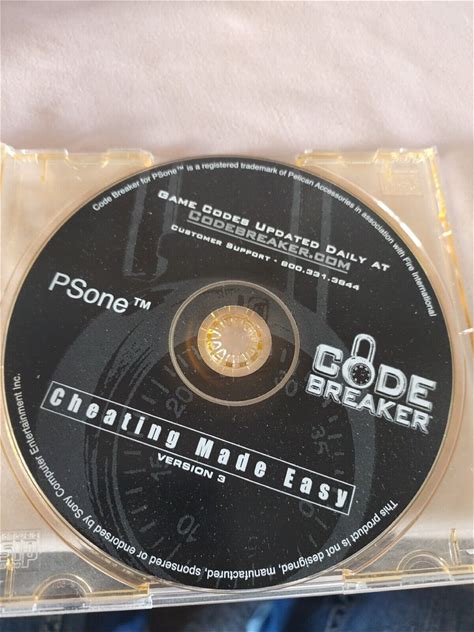 Code Breaker for PSone™ is a registered trademark of Pelican Accessories in association with Fire International
Game Codes Updated Daily at
CODEBREAKER.COM
Customer Support - 800.331.3844
PSone™
CODE
BREAKER
Cheating Made Easy
VERSION 3
This product is not designed, manufactured, sponsored or endorsed by Sony Computer Entertainment Inc.